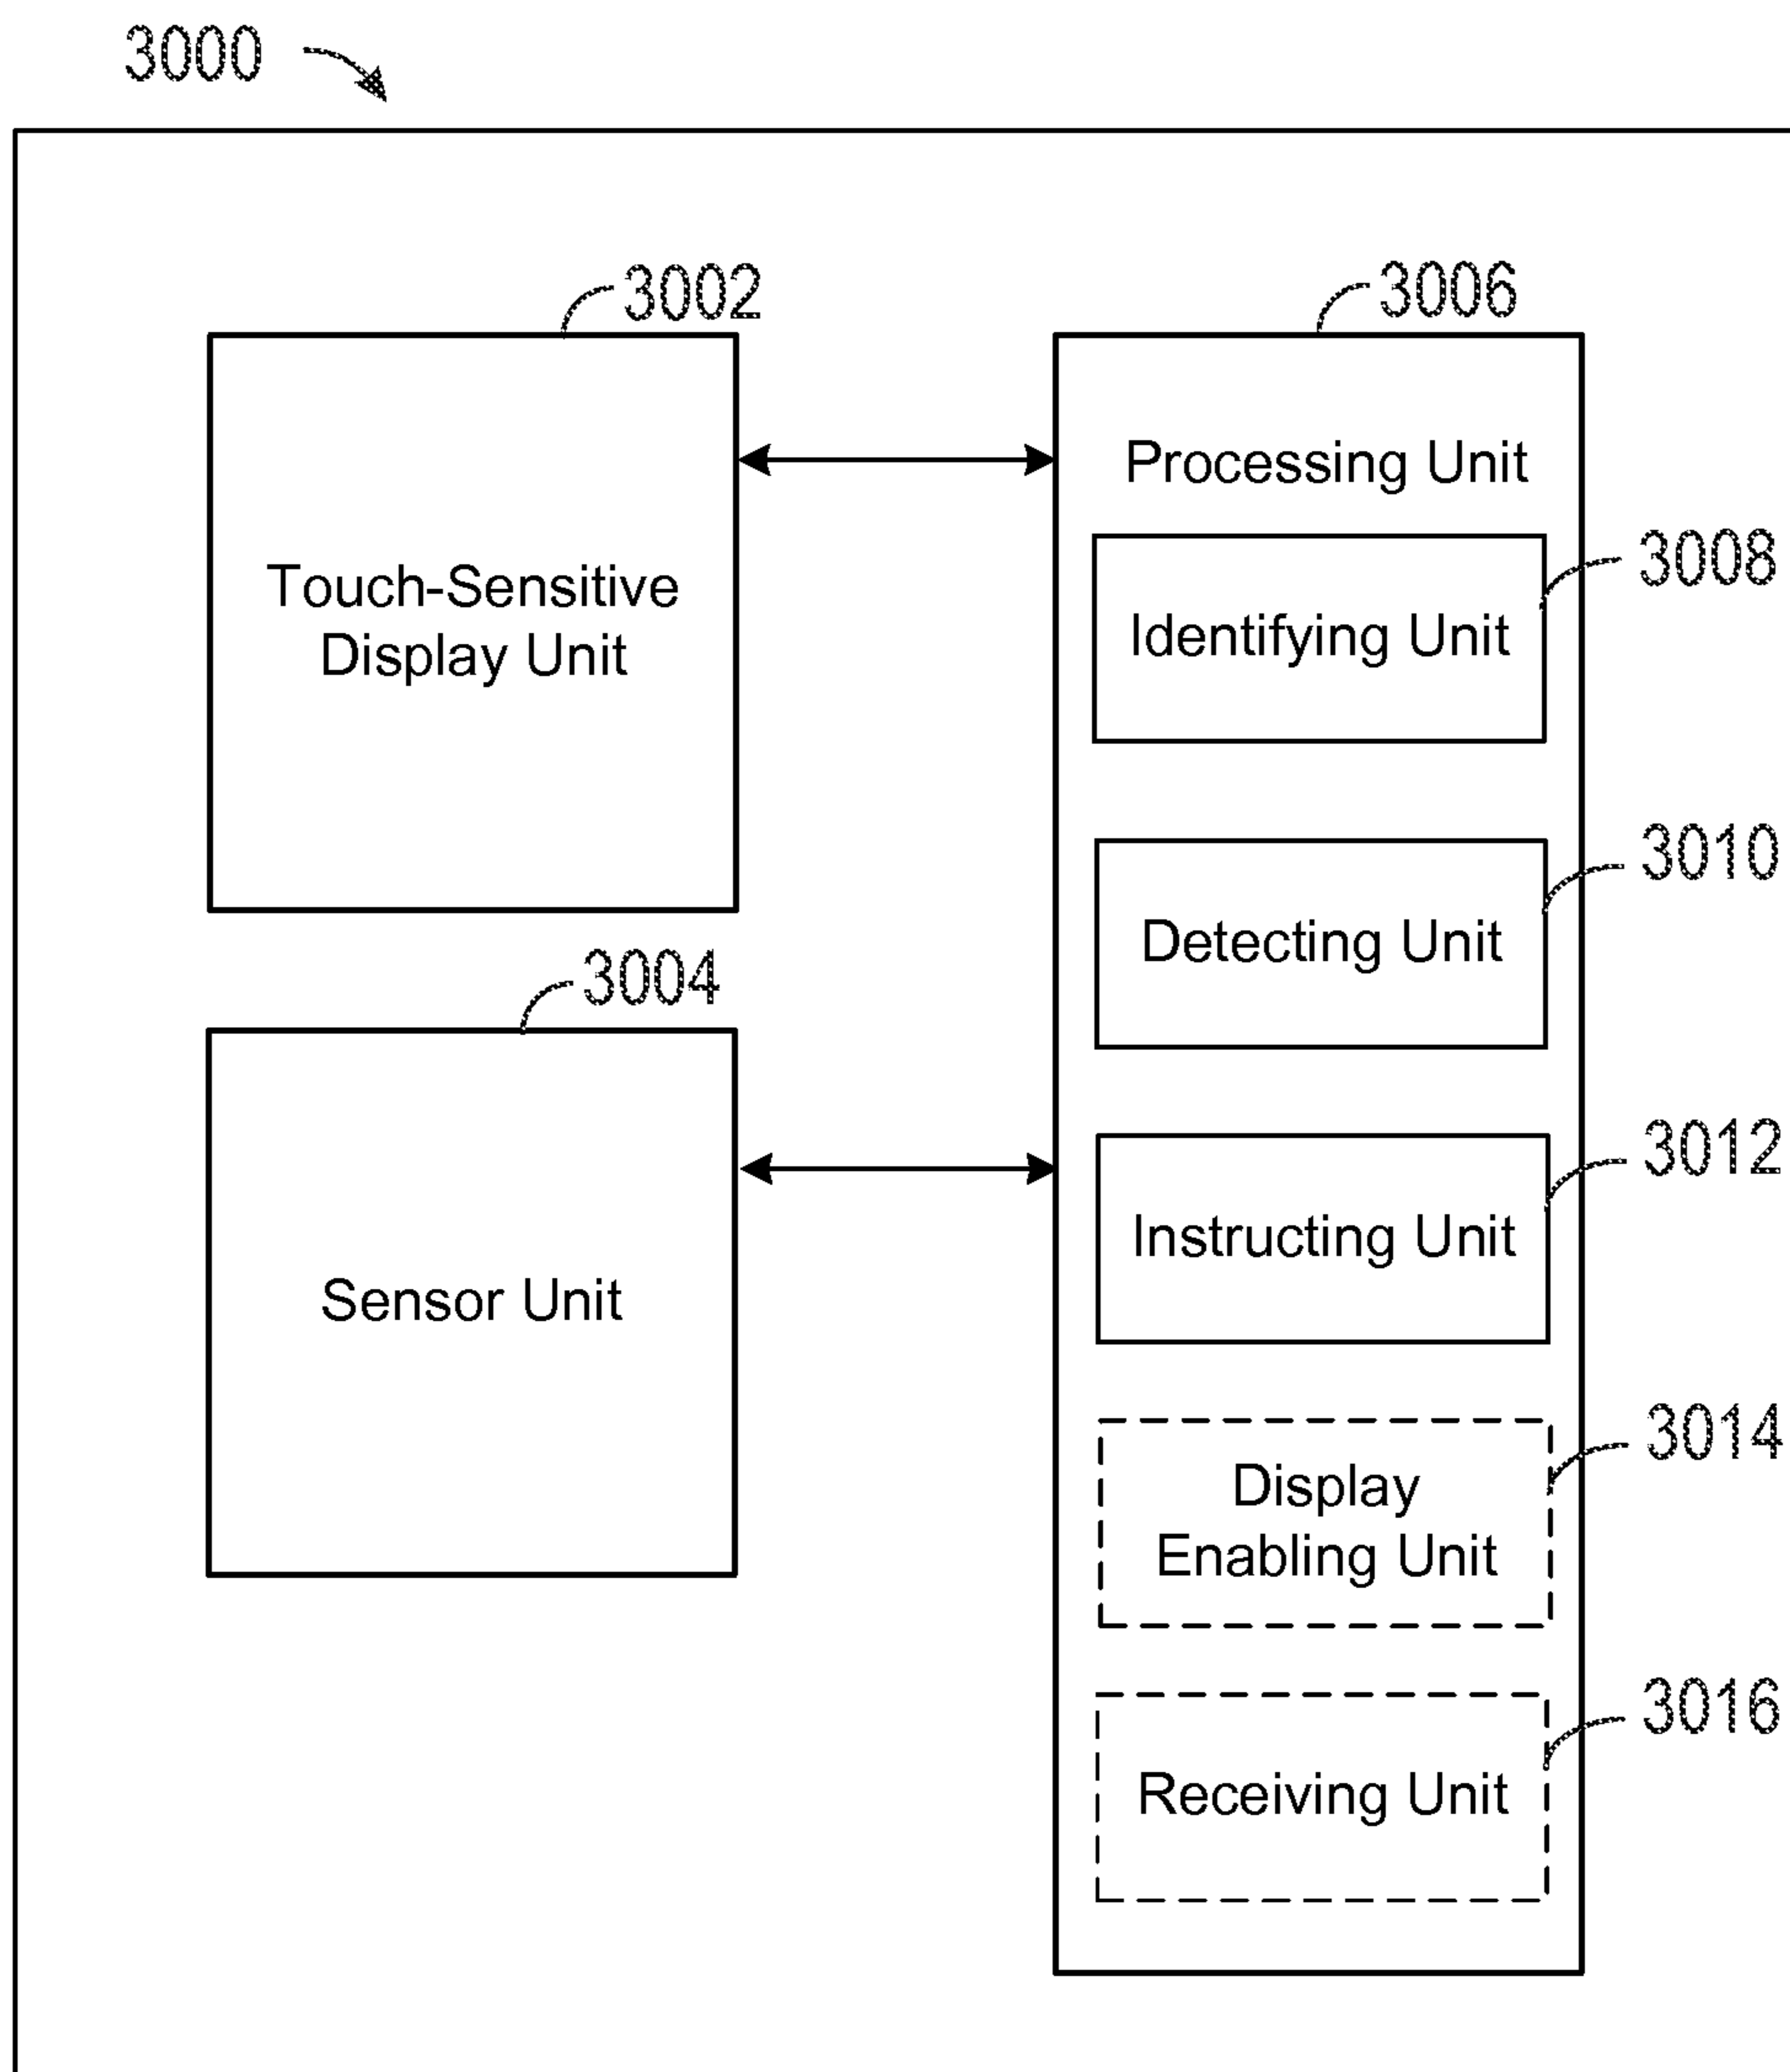 3000
3002
Touch-Sensitive
Display Unit
3004
Sensor Unit
3006
Processing Unit
3008
Identifying Unit
3010
Detecting Unit
3012
Instructing Unit
3014
Display
Enabling Unit
3016
Receiving Unit